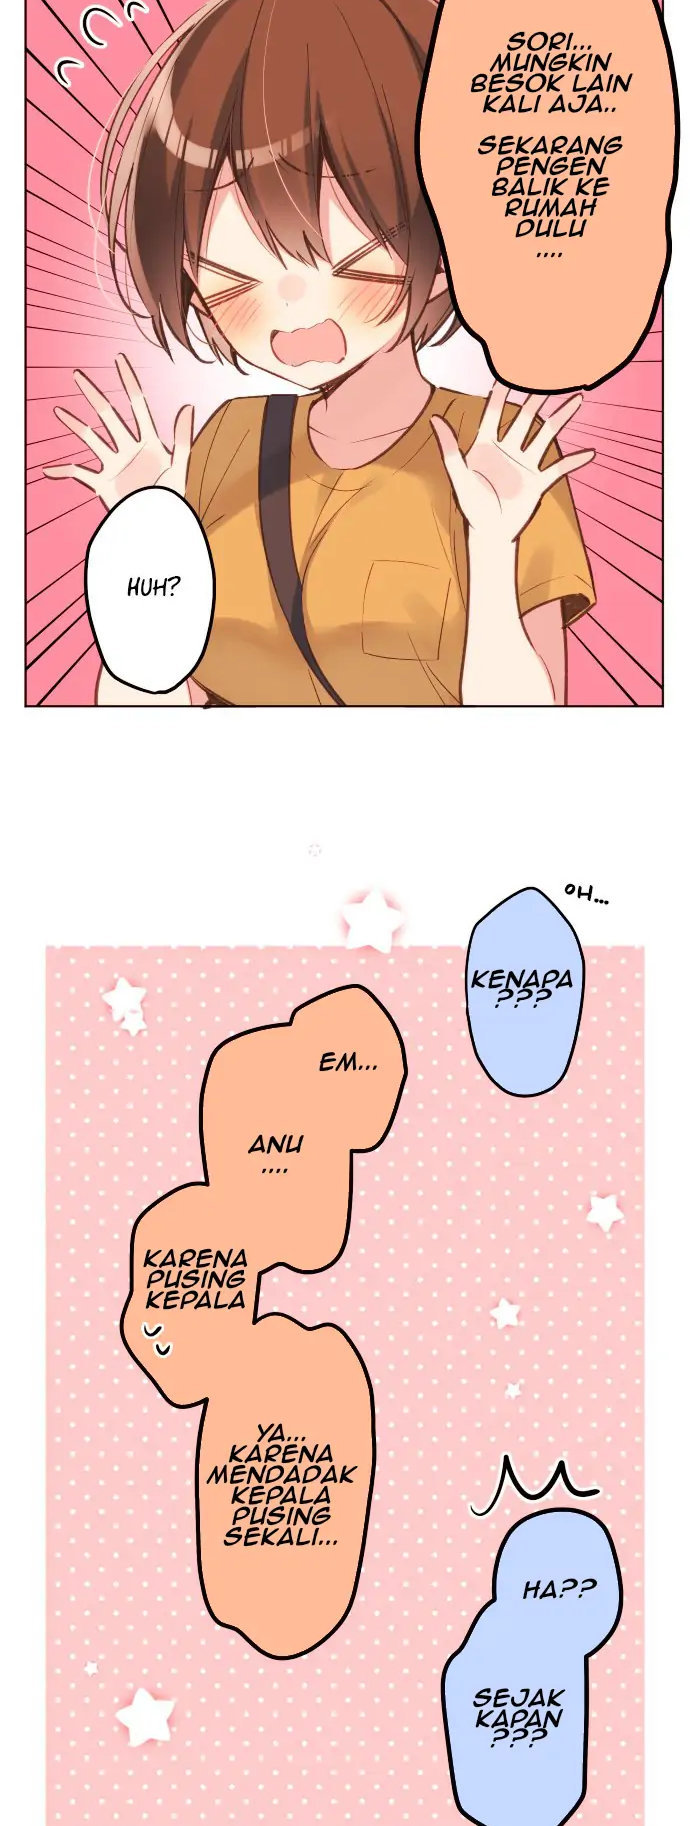 SORI...
MUNGKIN
BESOK LAIN
KALI AJA..
SEKARANG
PENGEN
BALIK KE
RUMAH
DULU
....
HUH?
OH...
KENAPA
???
EM...
ANU
....
KARENA
PUSING
KEPALA
YA...
KARENA
MENDADAK
KEPALA
PUSING
SEKALI...
HA??
SEJAK
KAPAN
???